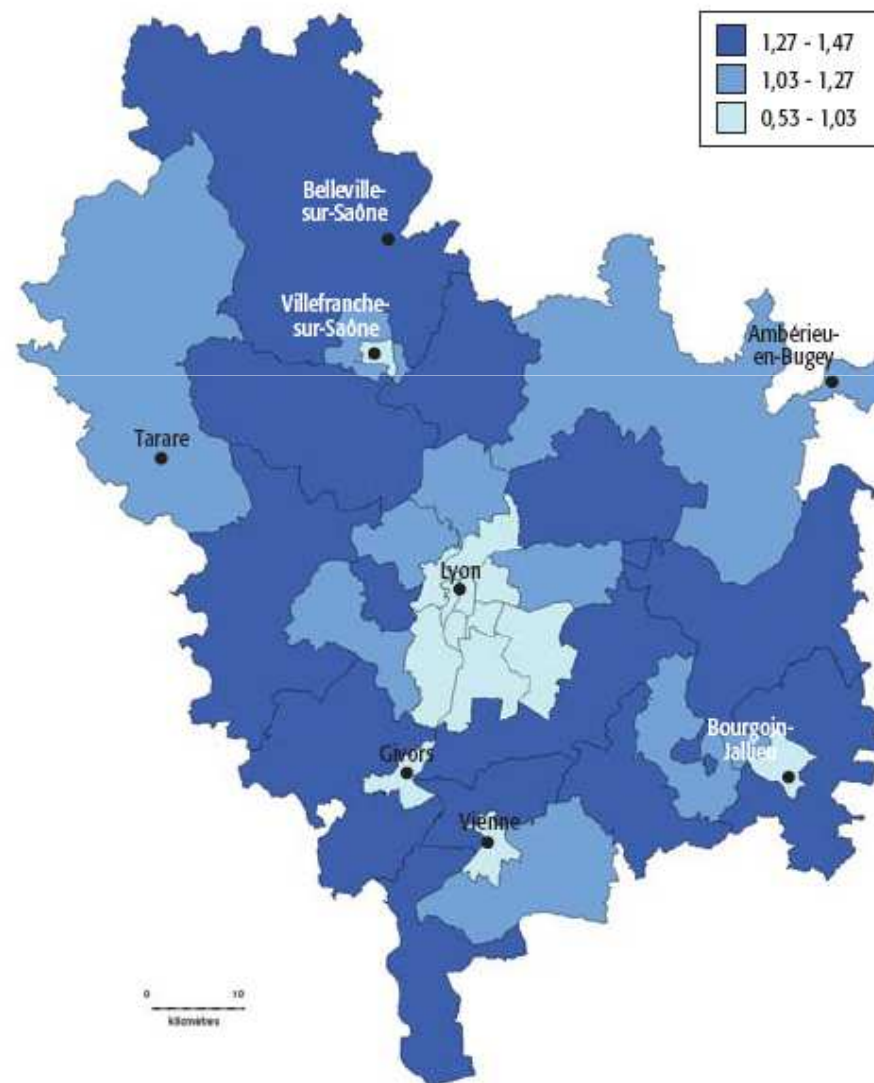 1,27 - 1,47
1,03 - 1,27
0,53 - 1,03
Belleville-
sur-Saône
Villefranche-
sur-Saône
Ambérieu-
en-Bugey
Tarare
Lyon
Bourgoin-
Jallieu
Givors
Vienne
0 10
kilomètres